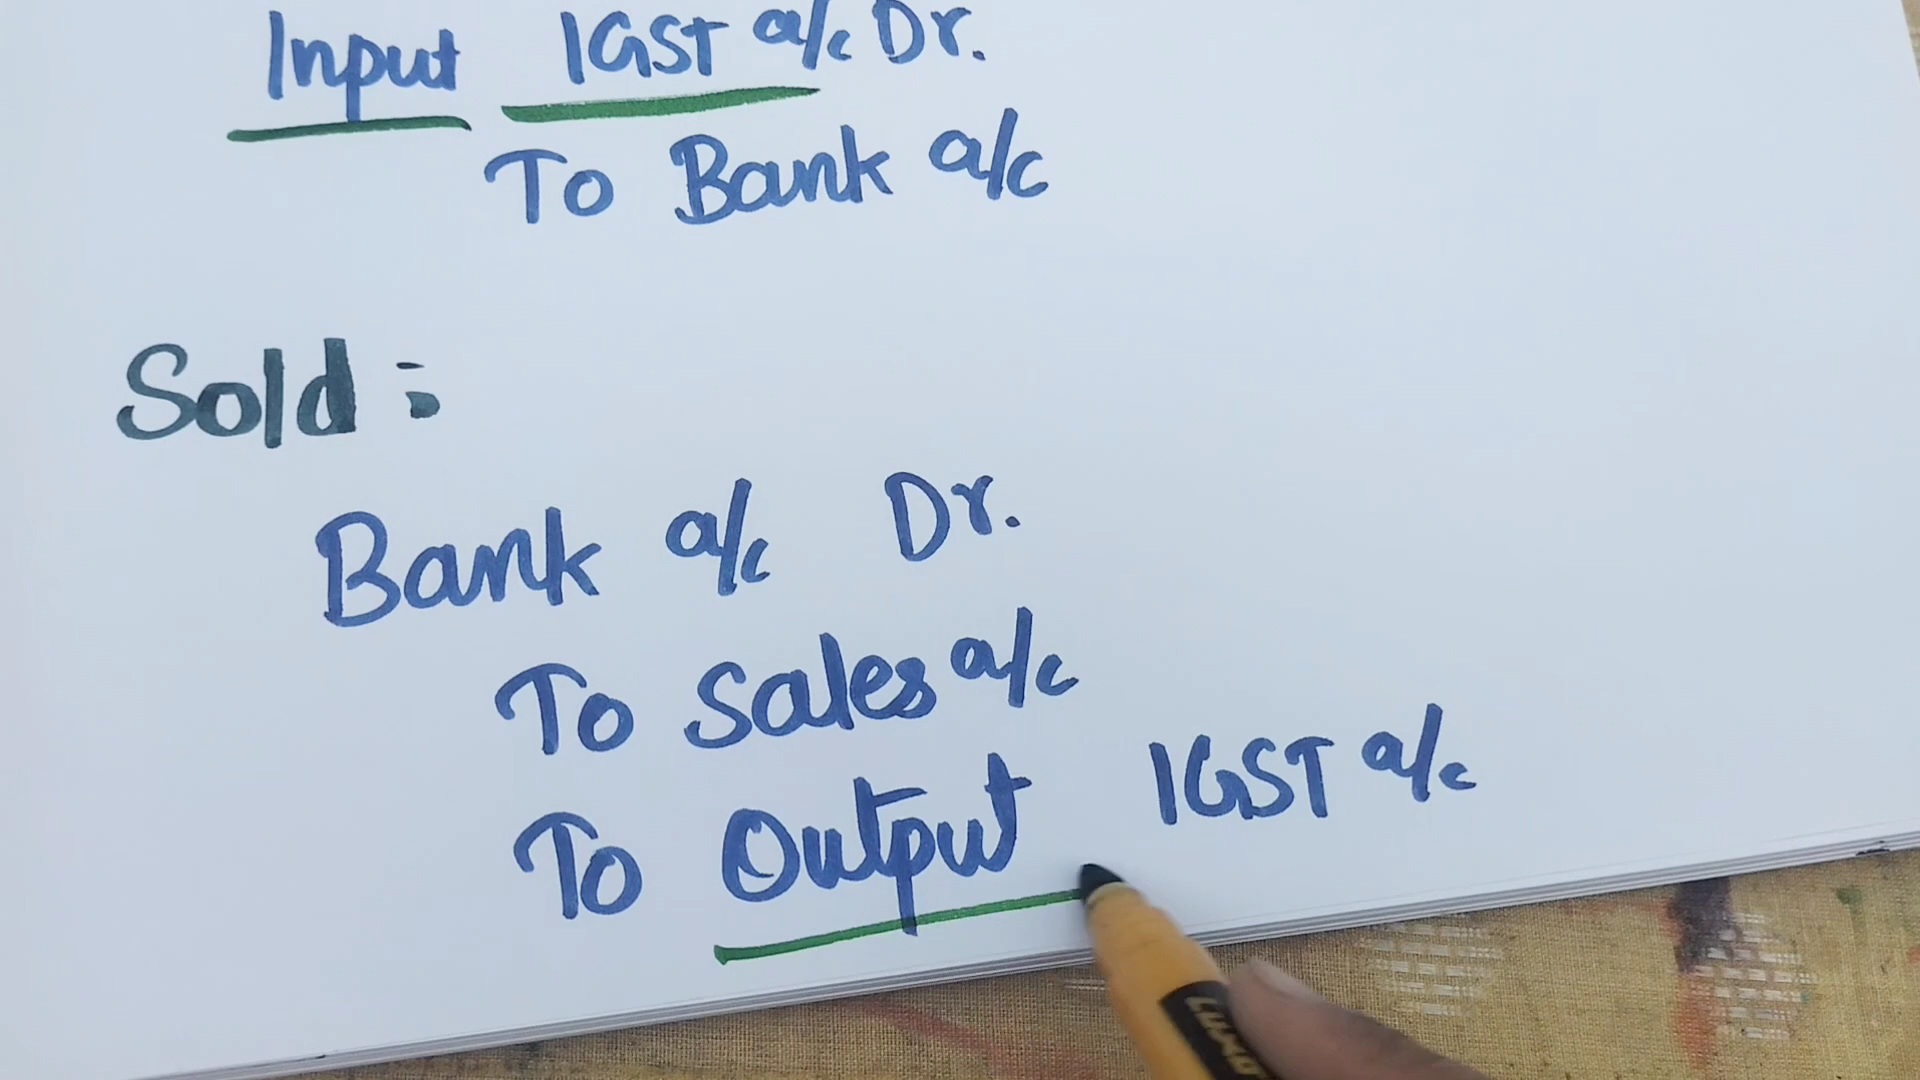 Input IGST a/c Dr.
To Bank a/c
Sold :
Bank a/c Dr.
To Sales a/c
To Output IGST a/c